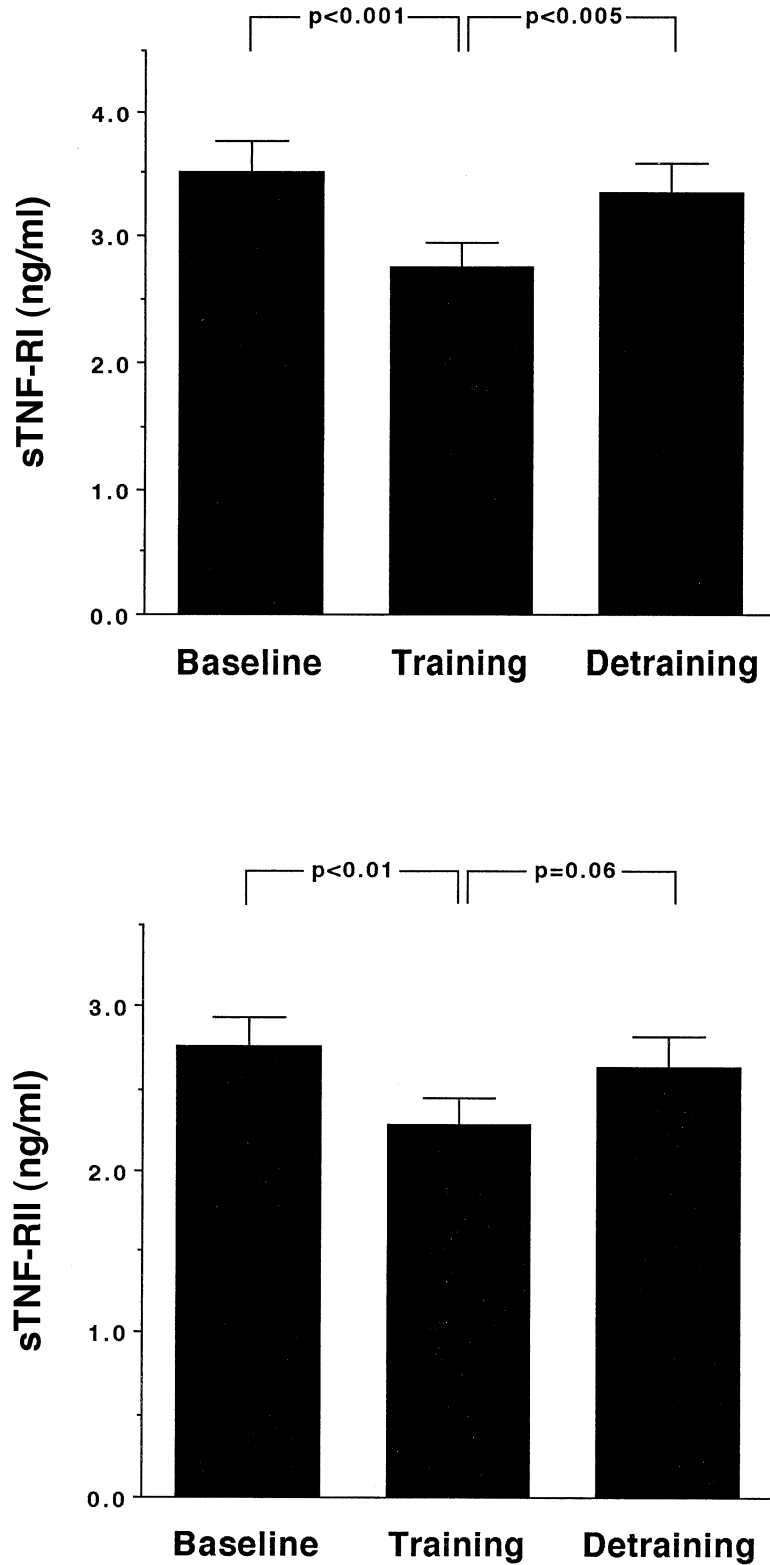 p<0.001 p<0.005
4.0
3.0
2.0
1.0
0.0
sTNF-RI (ng/ml)
Baseline Training Detraining
p<0.01 p=0.06
3.0
2.0
1.0
0.0
sTNF-RII (ng/ml)
Baseline Training Detraining